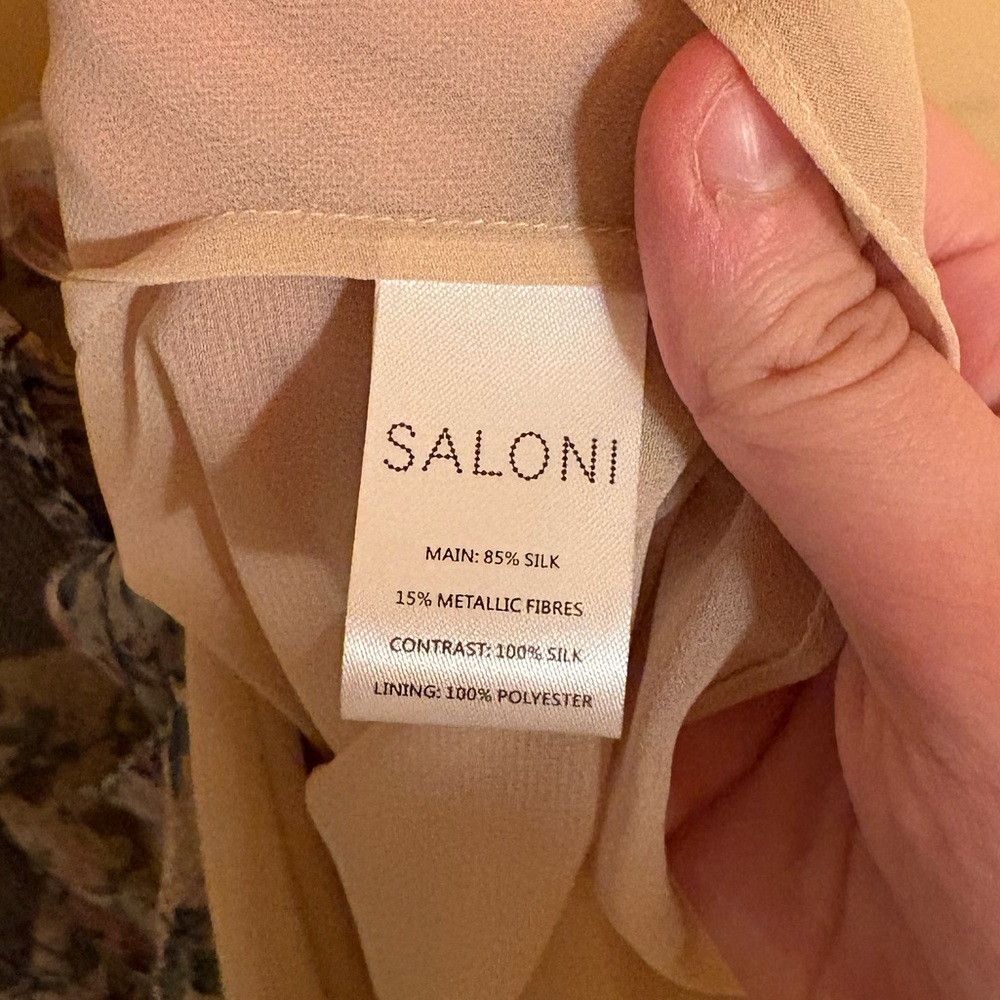 SALONI
MAIN: 85% SILK
15% METALLIC FIBRES
CONTRAST: 100% SILK
LINING: 100% POLYESTER